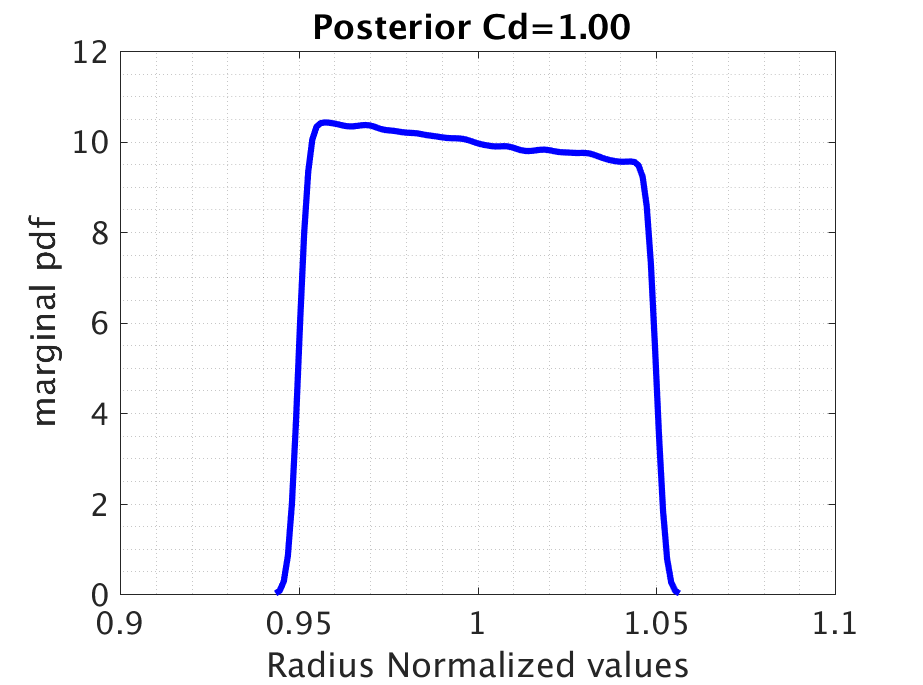 Posterior Cd=1.00
12
10
8
6
4
2
0
marginal pdf
0.9 0.95 1 1.05 1.1
Radius Normalized values